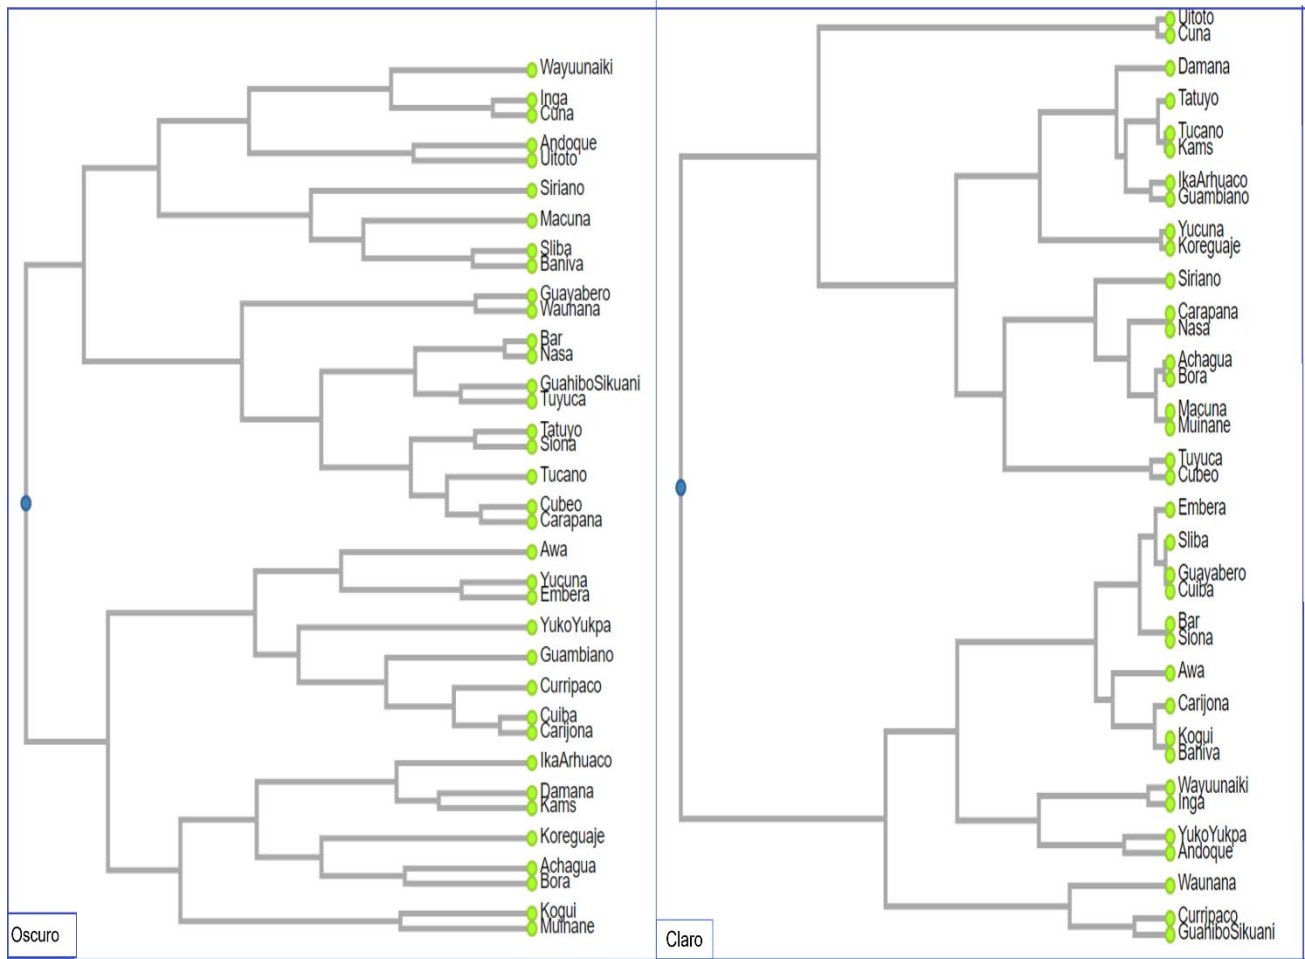 Wayuunaiki
Inga
Cuna
Andoque
Uitoto
Siriano
Macuna
Sliba
Baniva
Guayabero
Waunana
Bar
Nasa
GuahiboSikuani
Tuyuca
Tatuyo
Siona
Tucano
Cubeo
Carapana
Awa
Yucuna
Embera
YukoYukpa
Guambiano
Curripaco
Cuiba
Carijona
IkaArhuaco
Damana
Kams
Koreguaje
Achagua
Bora
Kogui
Muinane
Oscuro
Uitoto
Cuna
Damana
Tatuyo
Tucano
Kams
IkaArhuaco
Guambiano
Yucuna
Koreguaje
Siriano
Carapana
Nasa
Achagua
Bora
Macuna
Muinane
Tuyuca
Cubeo
Embera
Sliba
Guayabero
Cuiba
Bar
Siona
Awa
Carijona
Kogui
Baniva
Wayuunaiki
Inga
YukoYukpa
Andoque
Waunana
Curripaco
GuahiboSikuani
Claro